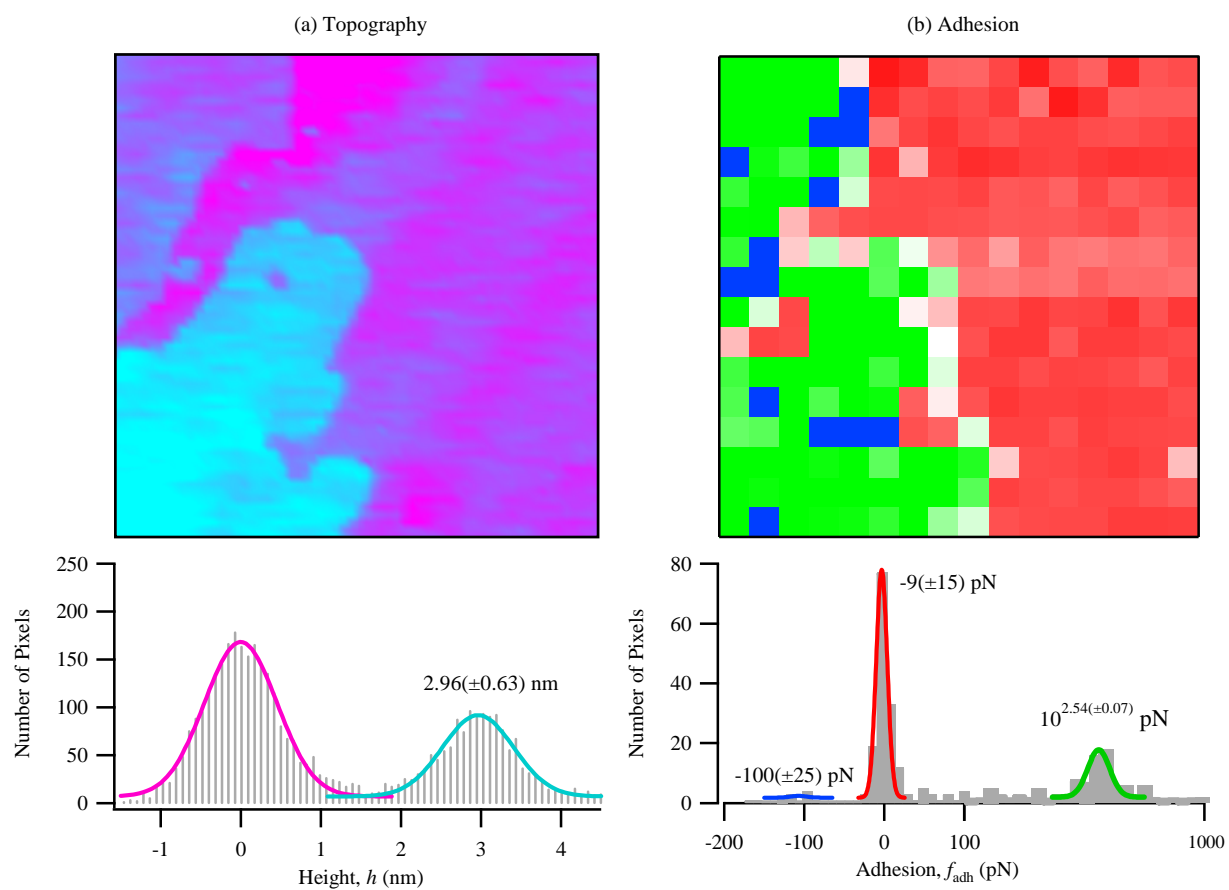 (a) Topography
(b) Adhesion
250
200
150
100
50
0
Number of Pixels
2.96(±0.63) nm
-1 0 1 2 3 4
Height, h (nm)
80
60
40
20
0
Number of Pixels
-9(±15) pN
10^2.54(±0.07) pN
-100(±25) pN
-200 -100 0 100 1000
Adhesion, f_adh (pN)